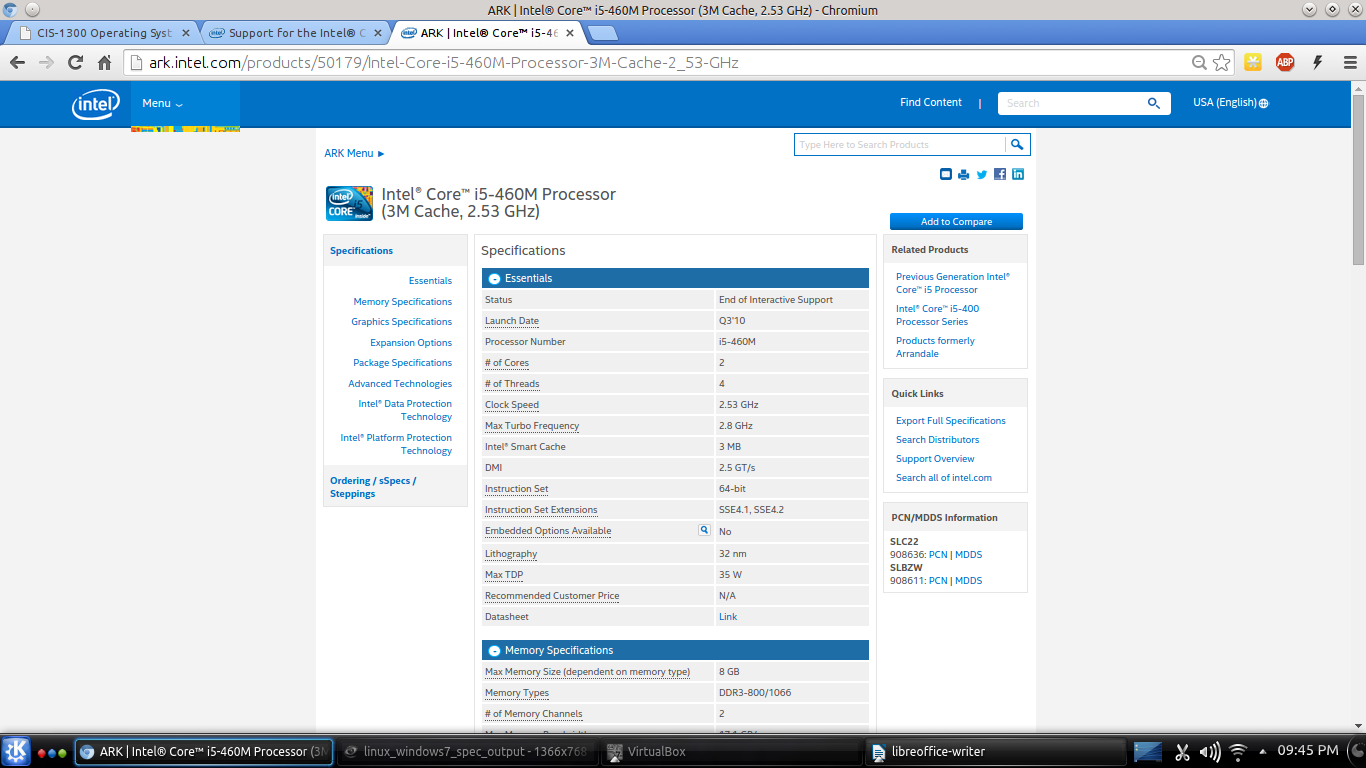 ARK | Intel® Core™ i5-460M Processor (3M Cache, 2.53 GHz) - Chromium
CIS-1300 Operating Syst
Support for the Intel® C
ARK | Intel® Core™ i5-46
ark.intel.com/products/50179/Intel-Core-i5-460M-Processor-3M-Cache-2_53-GHz
ABP
intel
Menu
Find Content |
Search
USA (English)
ARK Menu
Type Here to Search Products
intel CORE i5 inside
Intel® Core™ i5-460M Processor
(3M Cache, 2.53 GHz)
Add to Compare
Specifications
Essentials
Memory Specifications
Graphics Specifications
Expansion Options
Package Specifications
Advanced Technologies
Intel® Data Protection
Technology
Intel® Platform Protection
Technology
Ordering / sSpecs /
Steppings
Specifications
Essentials
Status End of Interactive Support
Launch Date Q3'10
Processor Number i5-460M
# of Cores 2
# of Threads 4
Clock Speed 2.53 GHz
Max Turbo Frequency 2.8 GHz
Intel® Smart Cache 3 MB
DMI 2.5 GT/s
Instruction Set 64-bit
Instruction Set Extensions SSE4.1, SSE4.2
Embedded Options Available No
Lithography 32 nm
Max TDP 35 W
Recommended Customer Price N/A
Datasheet Link
Memory Specifications
Max Memory Size (dependent on memory type) 8 GB
Memory Types DDR3-800/1066
# of Memory Channels 2
Related Products
Previous Generation Intel®
Core™ i5 Processor
Intel® Core™ i5-400
Processor Series
Products formerly
Arrandale
Quick Links
Export Full Specifications
Search Distributors
Support Overview
Search all of intel.com
PCN/MDDS Information
SLC22
908636: PCN | MDDS
SLBZW
908611: PCN | MDDS
ARK | Intel® Core™ i5-460M Processor (3M
linux_windows7_spec_output - 1366x768
VirtualBox
libreoffice-writer
09:45 PM